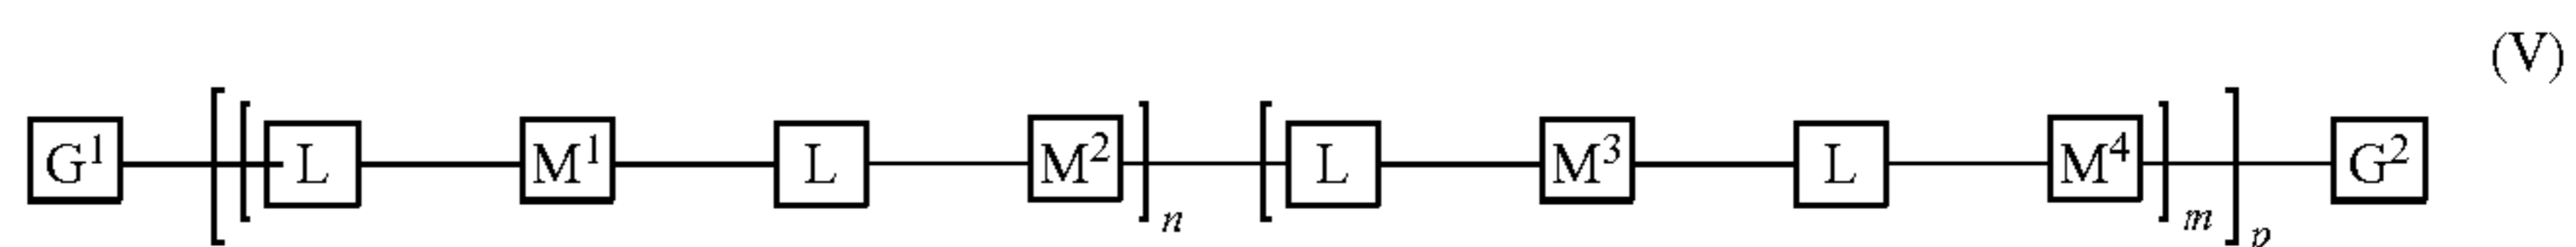 (V)
G¹ [ [ L M¹ L M² ]n [ L M³ L M⁴ ]m ]p G²